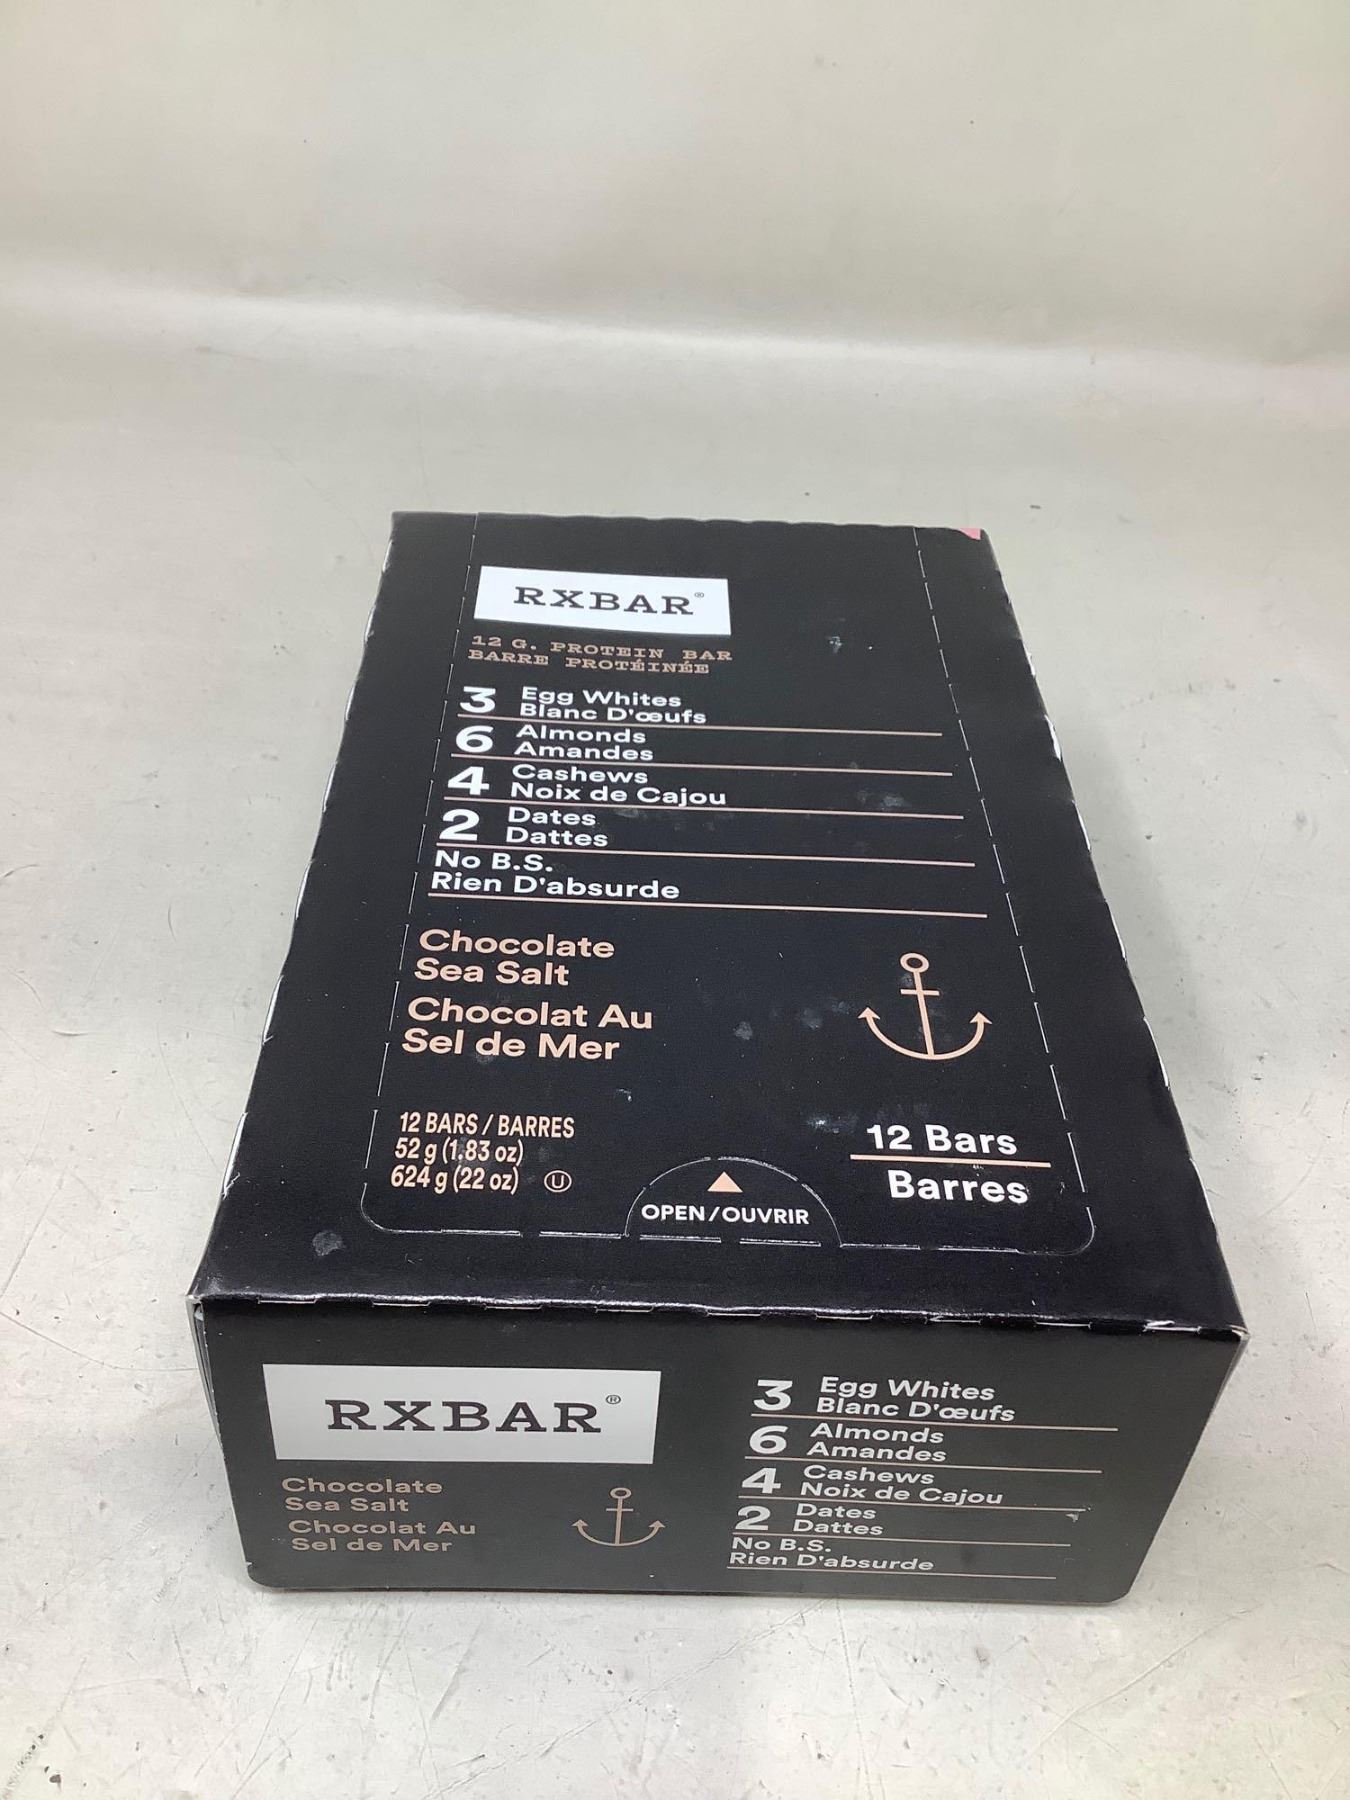 RXBAR®
12 G. PROTEIN BAR
BARRE PROTÉINÉE
3 Egg Whites
Blanc D'œufs
6 Almonds
Amandes
4 Cashews
Noix de Cajou
2 Dates
Dattes
No B.S.
Rien D'absurde
Chocolate
Sea Salt
Chocolat Au
Sel de Mer
12 BARS / BARRES
52 g (1.83 oz)
624 g (22 oz) U
OPEN/OUVRIR
12 Bars
Barres
RXBAR®
Chocolate
Sea Salt
Chocolat Au
Sel de Mer
3 Egg Whites
Blanc D'œufs
6 Almonds
Amandes
4 Cashews
Noix de Cajou
2 Dates
Dattes
No B.S.
Rien D'absurde